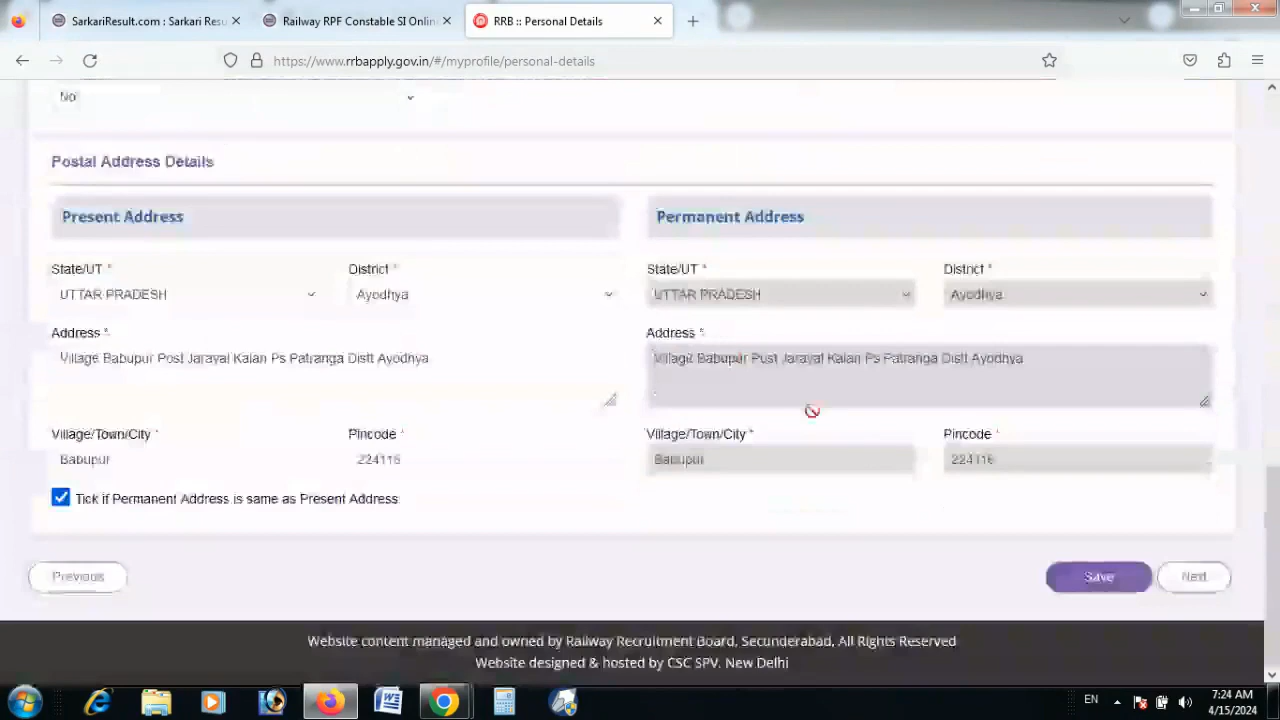 SarkariResult.com : Sarkari Resu
Railway RPF Constable SI Onlin
RRB :: Personal Details
https://www.rrbapply.gov.in/#/myprofile/personal-details
No
Postal Address Details
Present Address
Permanent Address
State/UT *
District *
State/UT *
District *
UTTAR PRADESH
Ayodhya
UTTAR PRADESH
Ayodhya
Address *
Address *
Village Babupur Post Jarayal Kalan Ps Patranga Distt Ayodhya
Village Babupur Post Jarayal Kalan Ps Patranga Distt Ayodhya
Village/Town/City *
Pincode *
Village/Town/City *
Pincode *
Babupur
224116
Babupur
224116
Tick if Permanent Address is same as Present Address
Previous
Save
Next
Website content managed and owned by Railway Recruitment Board, Secunderabad, All Rights Reserved
Website designed & hosted by CSC SPV. New Delhi
EN
7:24 AM
4/15/2024